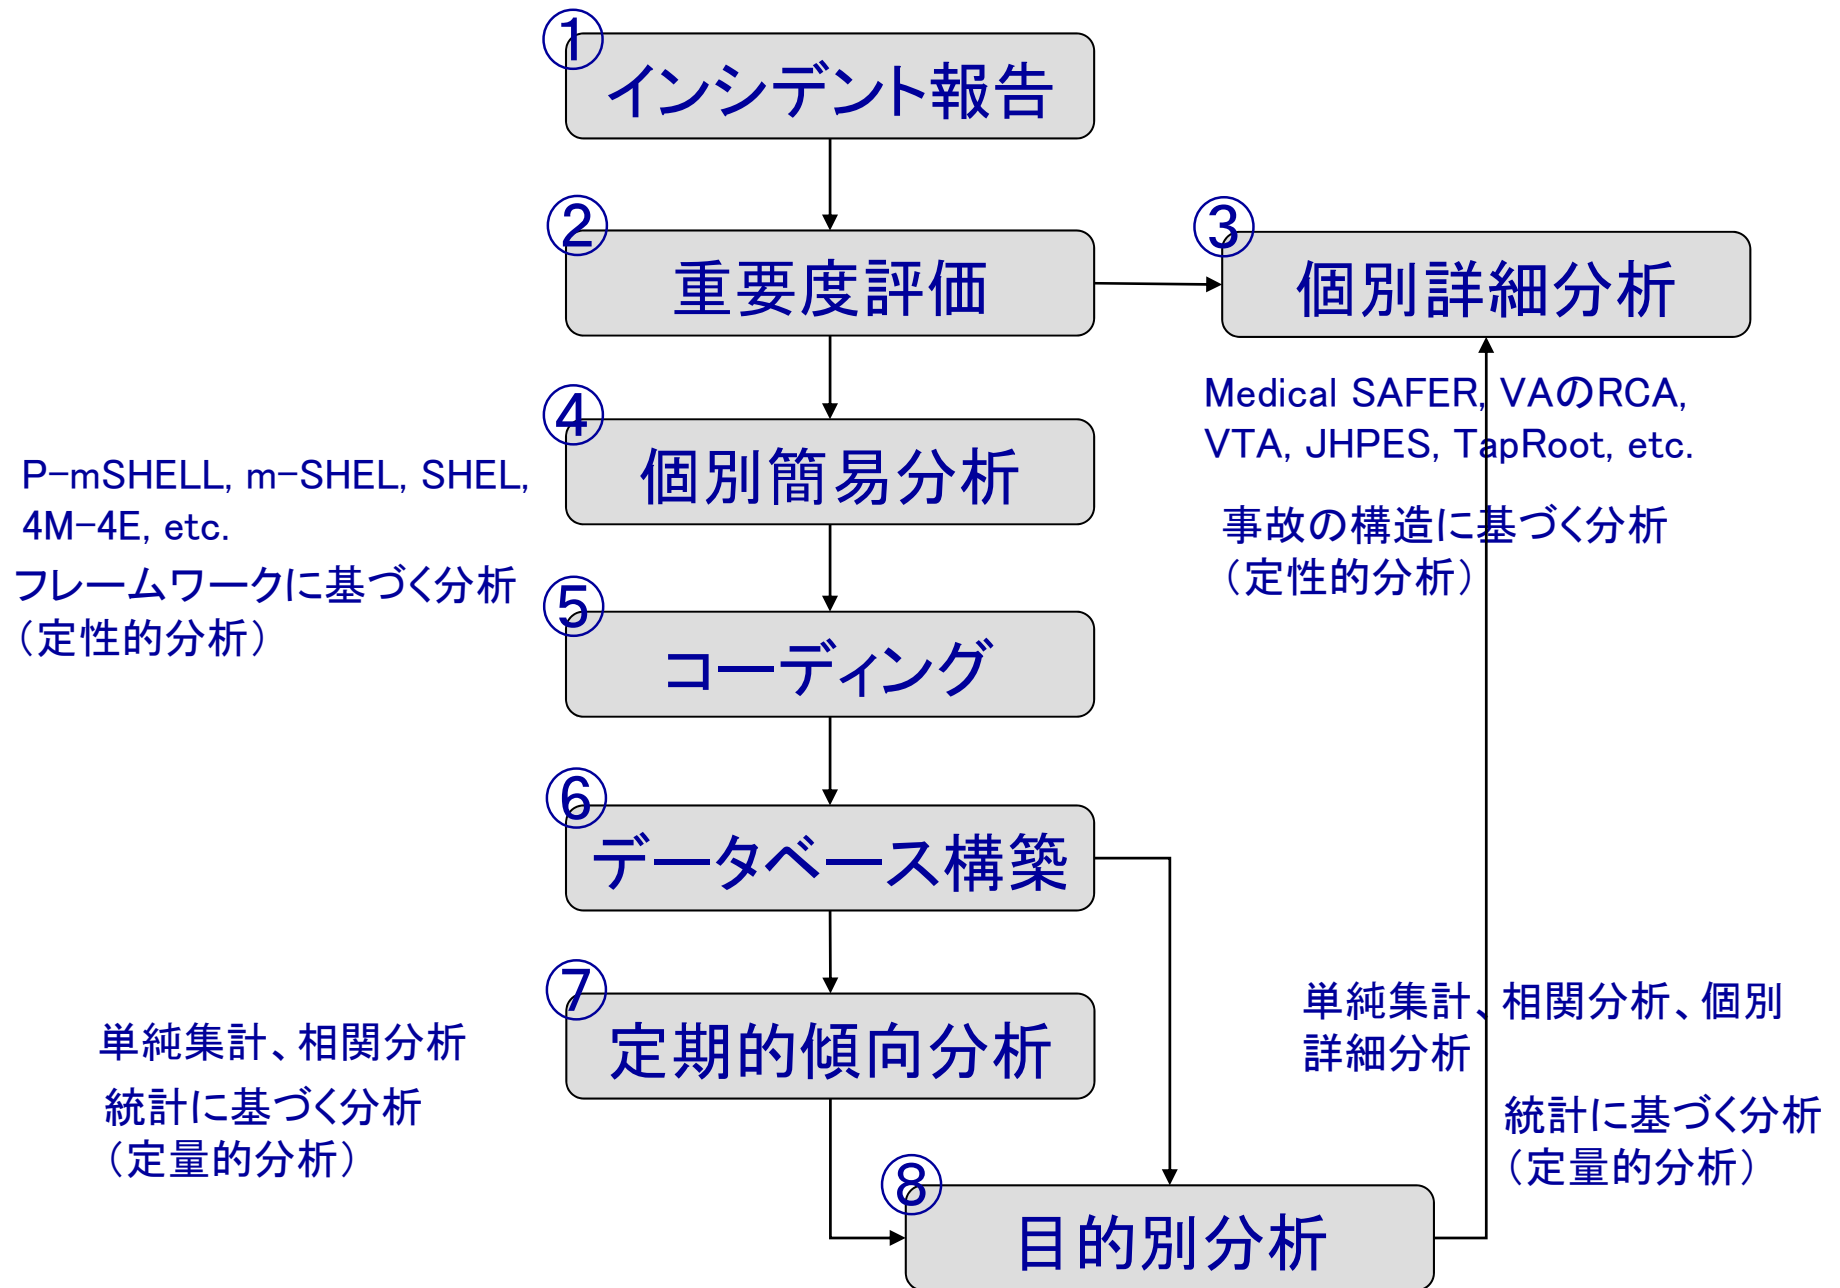 ①
インシデント報告
②
重要度評価
③
個別詳細分析
Medical SAFER, VAのRCA,
VTA, JHPES, TapRoot, etc.
事故の構造に基づく分析
（定性的分析）
④
個別簡易分析
P-mSHELL, m-SHEL, SHEL,
4M-4E, etc.
フレームワークに基づく分析
（定性的分析）
⑤
コーディング
⑥
データベース構築
⑦
定期的傾向分析
単純集計、相関分析
統計に基づく分析
（定量的分析）
単純集計、相関分析、個別
詳細分析
統計に基づく分析
（定量的分析）
⑧
目的別分析